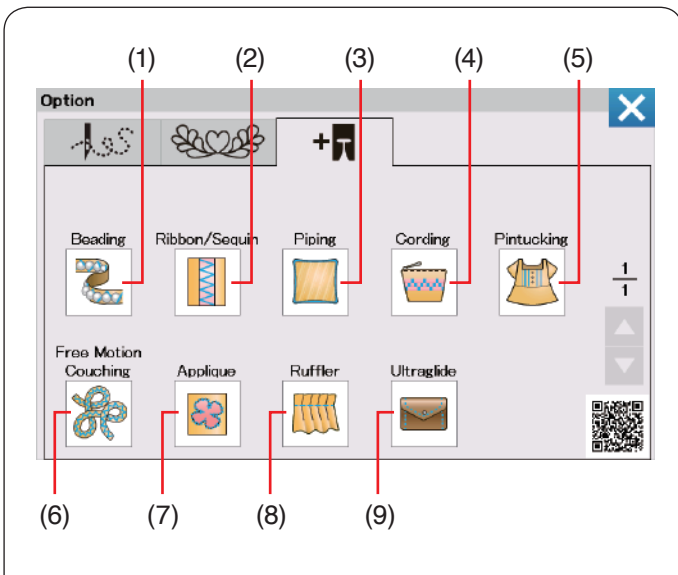 (1) (2) (3) (4) (5)
Option
Beading Ribbon/Sequin Piping Cording Pintucking
1
1
Free Motion
Couching Applique Ruffler Ultraglide
(6) (7) (8) (9)